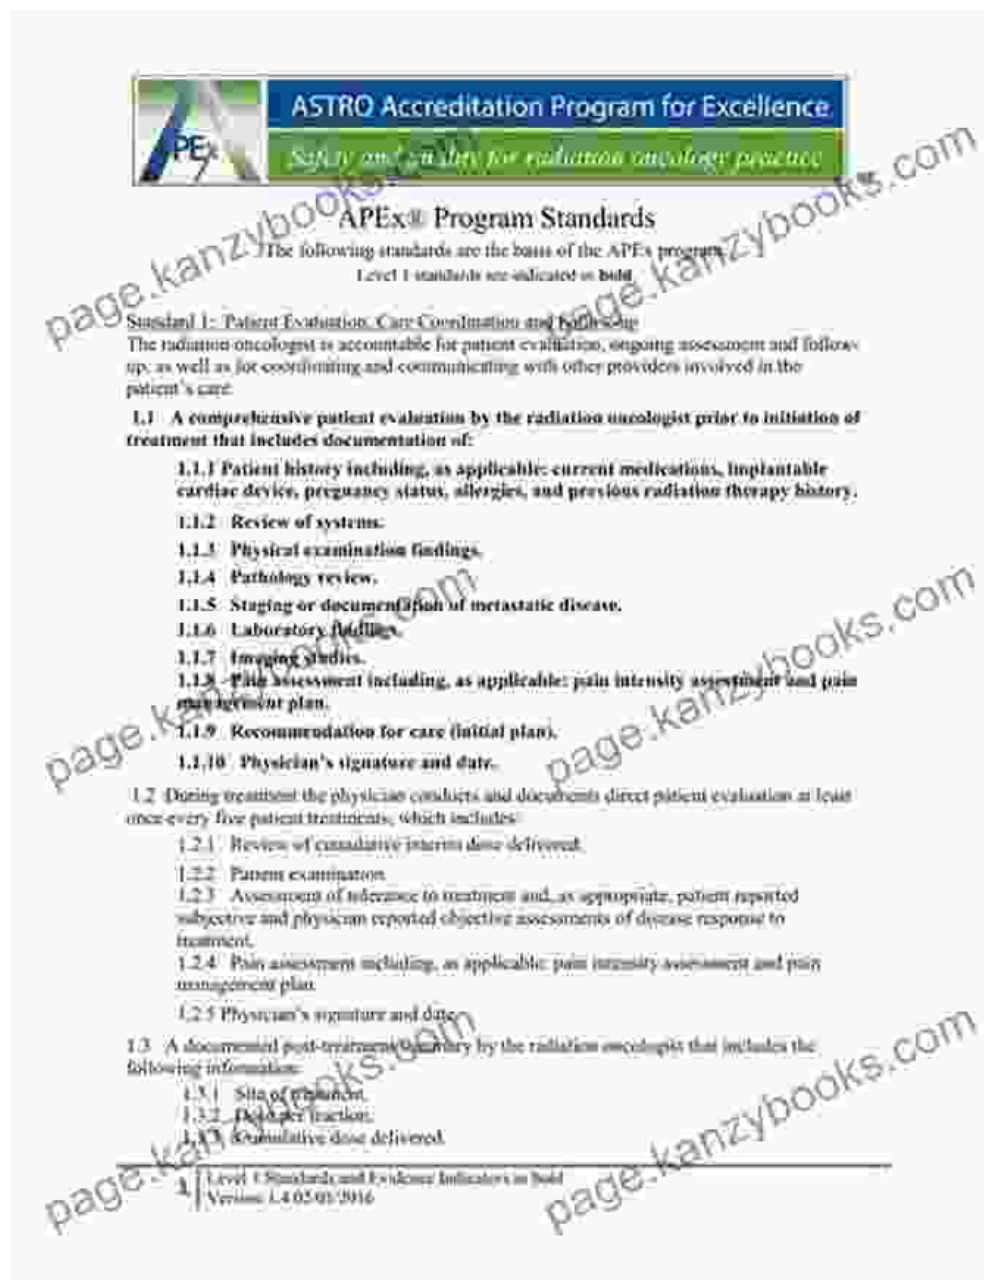 APEx
ASTRO Accreditation Program for Excellence
Safety and quality for radiation oncology practice
APEx® Program Standards
The following standards are the basis of the APEx program.
Level 1 standards are indicated in bold.
Standard 1: Patient Evaluation, Care Coordination and Follow-up
The radiation oncologist is accountable for patient evaluation, ongoing assessment and follow-
up, as well as for coordinating and communicating with other providers involved in the
patient's care.
1.1 A comprehensive patient evaluation by the radiation oncologist prior to initiation of
treatment that includes documentation of:
1.1.1 Patient history including, as applicable: current medications, implantable
cardiac device, pregnancy status, allergies, and previous radiation therapy history.
1.1.2 Review of systems.
1.1.3 Physical examination findings.
1.1.4 Pathology review.
1.1.5 Staging or documentation of metastatic disease.
1.1.6 Laboratory findings.
1.1.7 Imaging studies.
1.1.8 Pain assessment including, as applicable: pain intensity assessment and pain
management plan.
1.1.9 Recommendation for care (initial plan).
1.1.10 Physician's signature and date.
1.2 During treatment the physician conducts and documents direct patient evaluation at least
once every five patient treatments, which includes:
1.2.1 Review of cumulative interim dose delivered.
1.2.2 Patient examination.
1.2.3 Assessment of tolerance to treatment and, as appropriate, patient reported
subjective and physician reported objective assessments of disease response to
treatment.
1.2.4 Pain assessment including, as applicable: pain intensity assessment and pain
management plan.
1.2.5 Physician's signature and date.
1.3 A documented post-treatment summary by the radiation oncologist that includes the
following information:
1.3.1 Site of treatment.
1.3.2 Dose per fraction.
1.3.3 Cumulative dose delivered.
1
Level 1 Standards and Evidence Indicators in bold
Version 1.4 02/01/2016
page.kanzybooks.com
page.kanzybooks.com
page.kanzybooks.com
page.kanzybooks.com
page.kanzybooks.com
page.kanzybooks.com